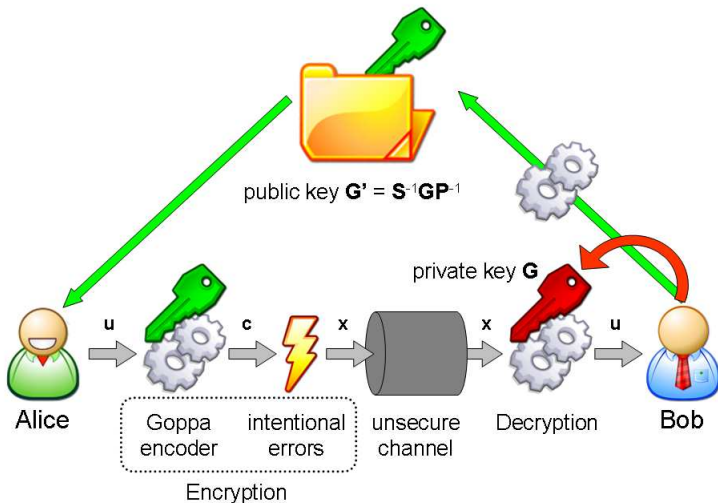 public key G' = S⁻¹GP⁻¹
private key G
u
c
x
x
u
Alice
Goppa encoder
intentional errors
unsecure channel
Decryption
Bob
Encryption